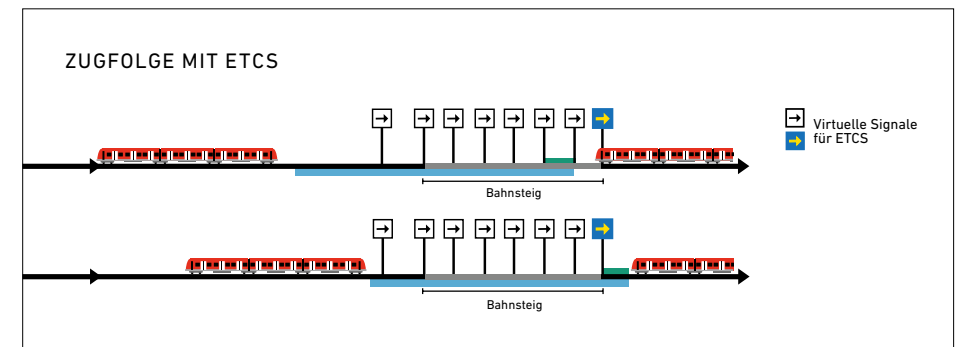 ZUGFOLGE MIT ETCS
Virtuelle Signale
für ETCS
Bahnsteig
Bahnsteig